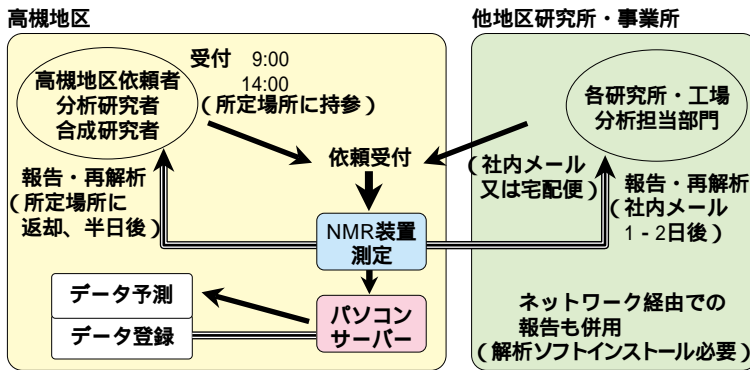 高槻地区
他地区研究所・事業所
受付 9:00
14:00
（所定場所に持参）
高槻地区依頼者
分析研究者
合成研究者
各研究所・工場
分析担当部門
依頼受付
（社内メール
又は宅配便）
報告・再解析
（所定場所に
返却、半日後）
報告・再解析
（社内メール
1 - 2日後）
NMR装置
測定
データ予測
データ登録
パソコン
サーバー
ネットワーク経由での
報告も併用
（解析ソフトインストール必要）